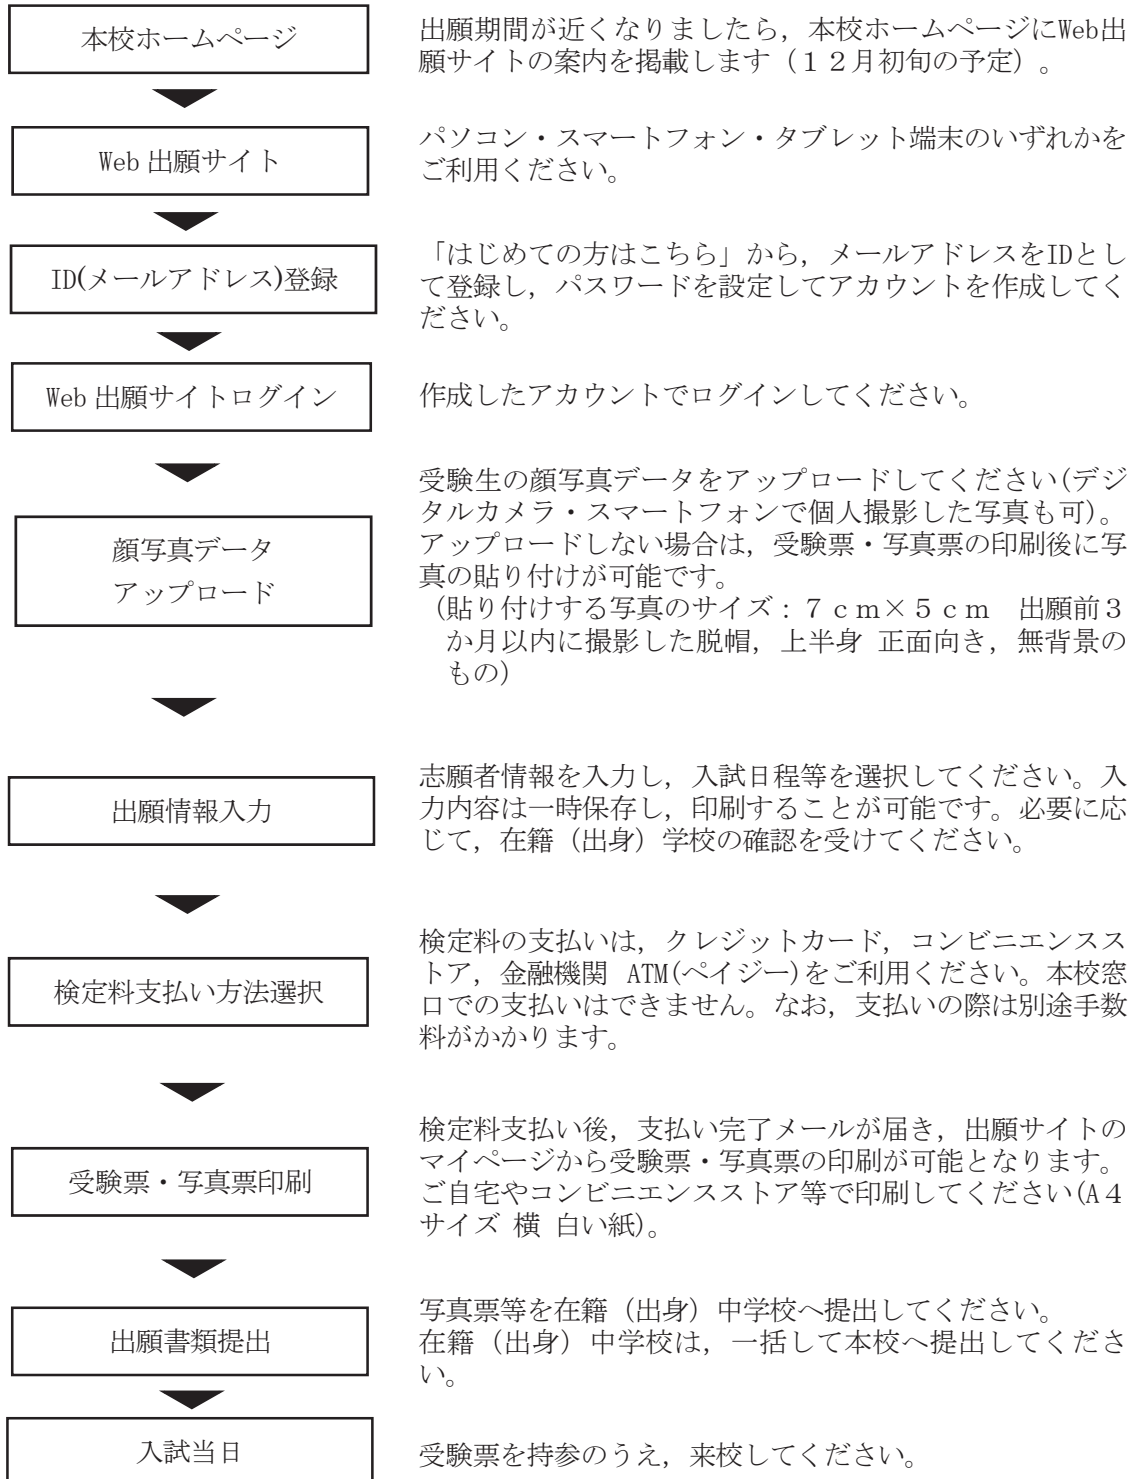 本校ホームページ
出願期間が近くなりましたら，本校ホームページにWeb出
願サイトの案内を掲載します（１２月初旬の予定）。
Web 出願サイト
パソコン・スマートフォン・タブレット端末のいずれかを
ご利用ください。
ID(メールアドレス)登録
「はじめての方はこちら」から，メールアドレスをIDとし
て登録し，パスワードを設定してアカウントを作成してく
ださい。
Web 出願サイトログイン
作成したアカウントでログインしてください。
顔写真データ
アップロード
受験生の顔写真データをアップロードしてください(デジ
タルカメラ・スマートフォンで個人撮影した写真も可)。
アップロードしない場合は，受験票・写真票の印刷後に写
真の貼り付けが可能です。
（貼り付けする写真のサイズ：７ｃｍ×５ｃｍ　出願前３
か月以内に撮影した脱帽，上半身 正面向き，無背景の
もの）
出願情報入力
志願者情報を入力し，入試日程等を選択してください。入
力内容は一時保存し，印刷することが可能です。必要に応
じて，在籍（出身）学校の確認を受けてください。
検定料支払い方法選択
検定料の支払いは，クレジットカード，コンビニエンスス
トア，金融機関 ATM(ペイジー)をご利用ください。本校窓
口での支払いはできません。なお，支払いの際は別途手数
料がかかります。
受験票・写真票印刷
検定料支払い後，支払い完了メールが届き，出願サイトの
マイページから受験票・写真票の印刷が可能となります。
ご自宅やコンビニエンスストア等で印刷してください(A４
サイズ 横 白い紙)。
出願書類提出
写真票等を在籍（出身）中学校へ提出してください。
在籍（出身）中学校は，一括して本校へ提出してくださ
い。
入試当日
受験票を持参のうえ，来校してください。